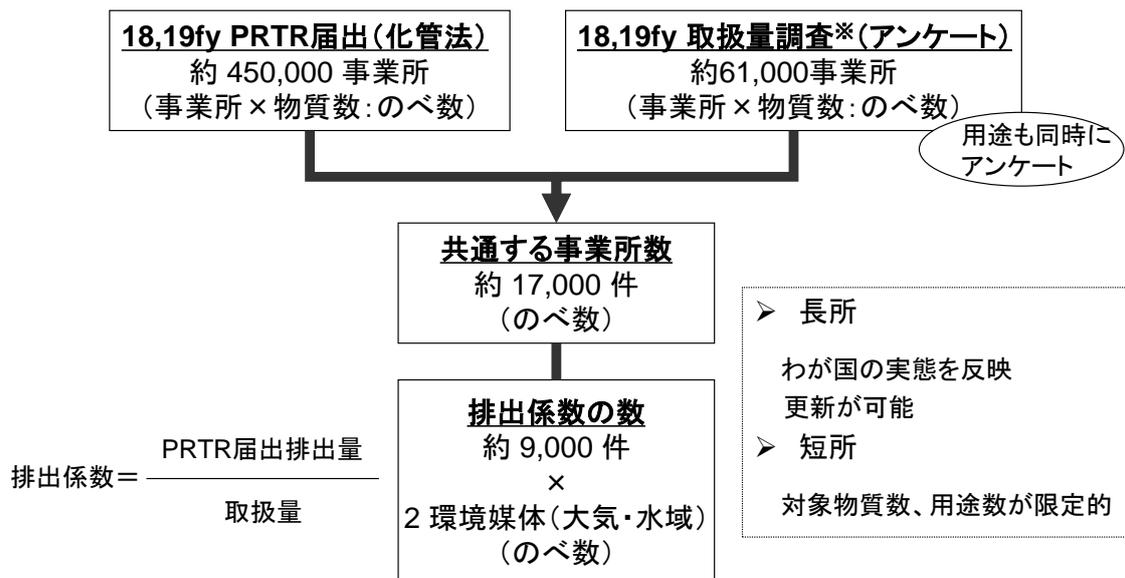 18,19fy PRTR届出(化管法)
約 450,000 事業所
(事業所×物質数:のべ数)
18,19fy 取扱量調査※(アンケート)
約61,000事業所
(事業所×物質数:のべ数)
用途も同時に
アンケート
共通する事業所数
約 17,000 件
(のべ数)
排出係数の数
約 9,000 件
×
2 環境媒体(大気・水域)
(のべ数)
排出係数=
PRTR届出排出量
取扱量
➢ 長所
わが国の実態を反映
更新が可能
➢ 短所
対象物質数、用途数が限定的